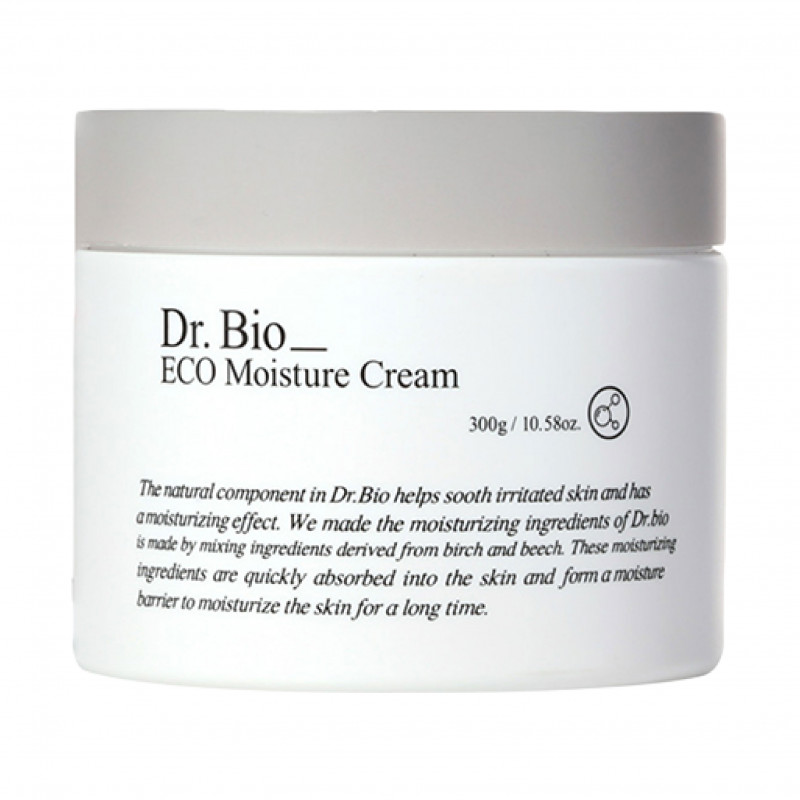 Dr. Bio_
ECO Moisture Cream
300g / 10.58oz.
The natural component in Dr.Bio helps sooth irritated skin and has
a moisturizing effect. We made the moisturizing ingredients of Dr.bio
is made by mixing ingredients derived from birch and beech. These moisturizing
ingredients are quickly absorbed into the skin and form a moisture
barrier to moisturize the skin for a long time.